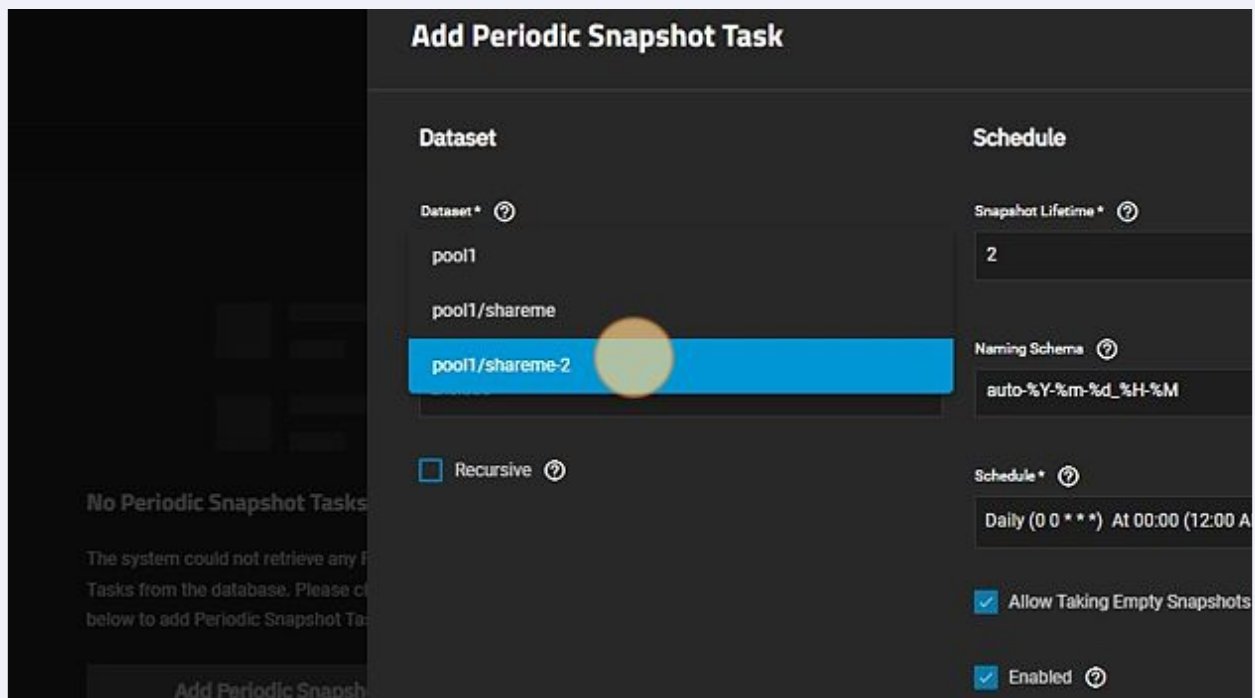 Add Periodic Snapshot Task
Dataset
Dataset *
pool1
pool1/shareme
pool1/shareme-2
Recursive
Schedule
Snapshot Lifetime *
2
Naming Schema
auto-%Y-%m-%d_%H-%M
Schedule *
Daily (0 0 * * *) At 00:00 (12:00 A
Allow Taking Empty Snapshots
Enabled
No Periodic Snapshot Tasks
The system could not retrieve any
Tasks from the database. Please
below to add Periodic Snapshot
Add Periodic